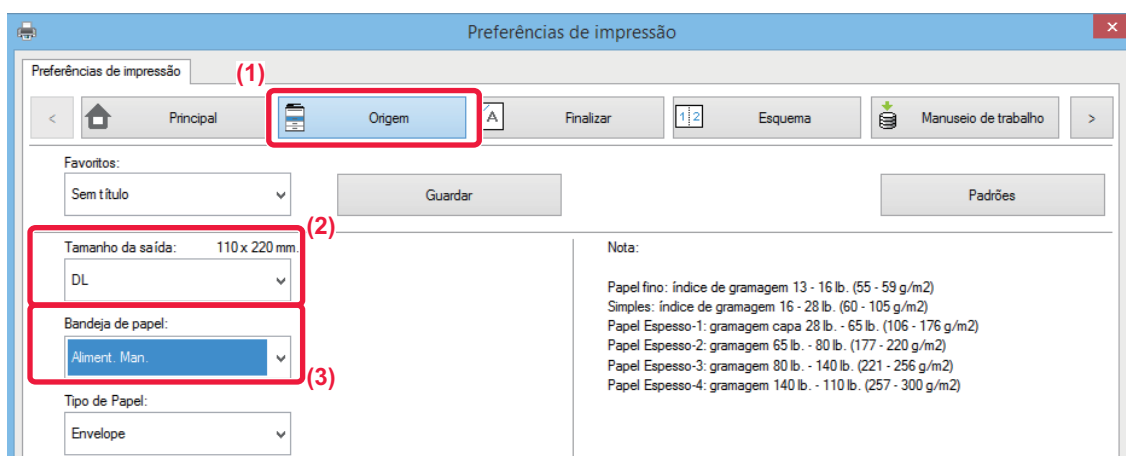 Preferências de impressão
Preferências de impressão
(1)
< Principal Origem A Finalizar 1 2 Esquema Manuseio de trabalho >
Favoritos:
Sem título Guardar Padrões
(2)
Tamanho da saída: 110 x 220 mm.
DL
Bandeja de papel:
Aliment. Man.
(3)
Tipo de Papel:
Envelope
Nota:
Papel fino: índice de gramagem 13 - 16 lb. (55 - 59 g/m2)
Simples: índice de gramagem 16 - 28 lb. (60 - 105 g/m2)
Papel Espesso-1: gramagem capa 28 lb. - 65 lb. (106 - 176 g/m2)
Papel Espesso-2: gramagem 65 lb. - 80 lb. (177 - 220 g/m2)
Papel Espesso-3: gramagem 80 lb. - 140 lb. (221 - 256 g/m2)
Papel Espesso-4: gramagem 140 lb. - 110 lb. (257 - 300 g/m2)